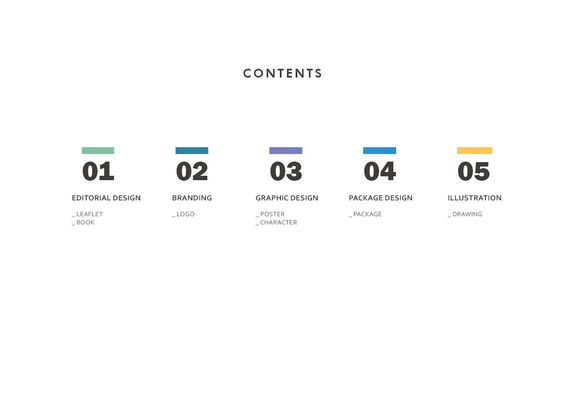 CONTENTS
01
EDITORIAL DESIGN
_ LEAFLET
_ BOOK
02
BRANDING
_ LOGO
03
GRAPHIC DESIGN
_ POSTER
_ CHARACTER
04
PACKAGE DESIGN
_ PACKAGE
05
ILLUSTRATION
_ DRAWING